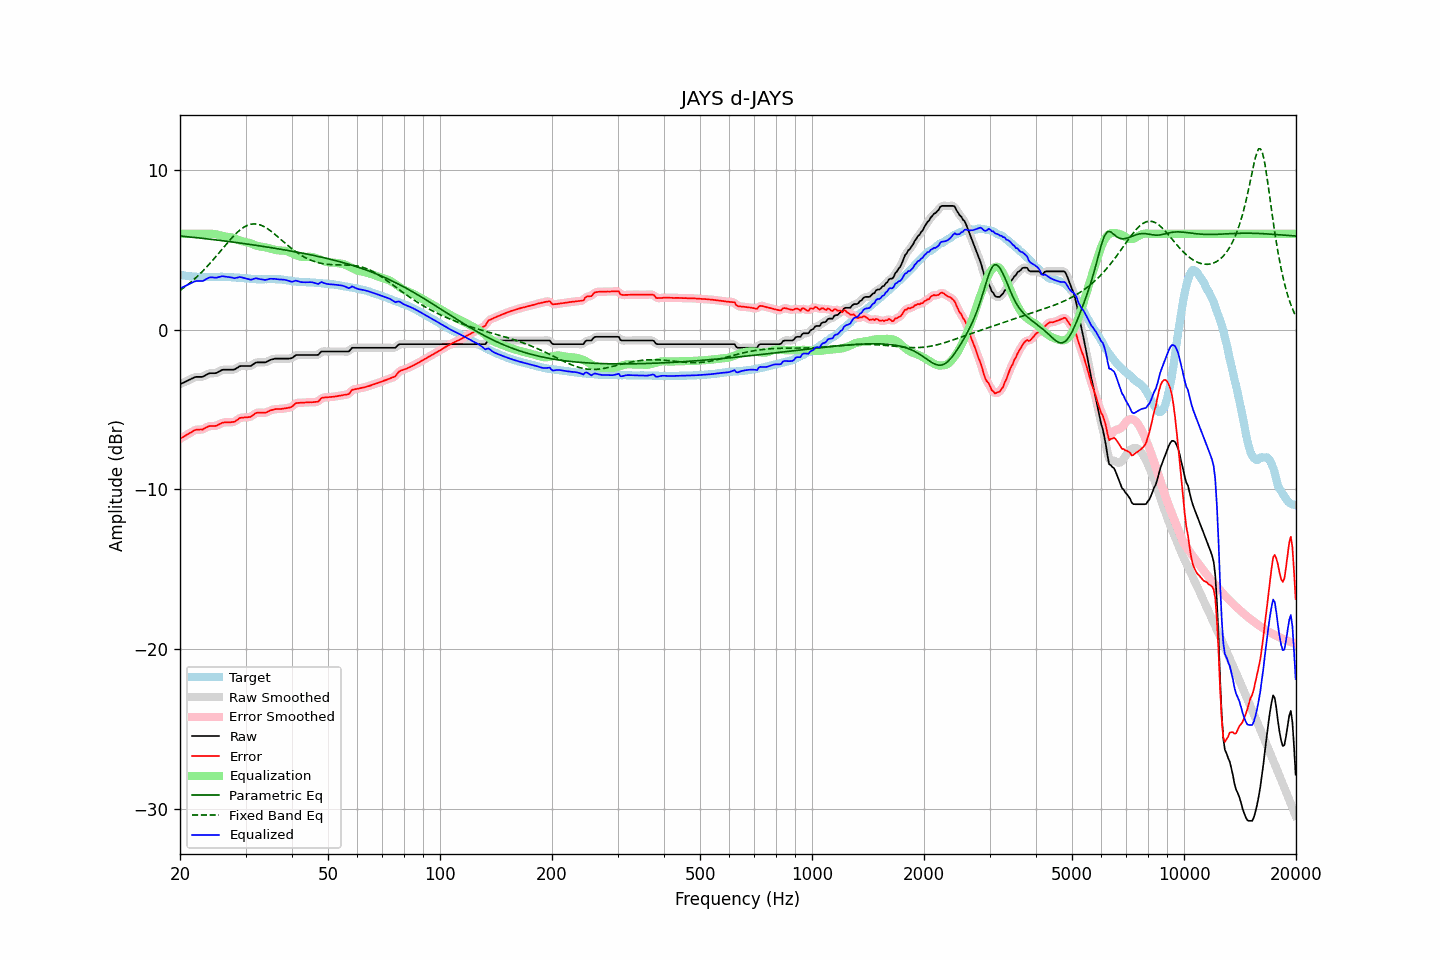 JAYS d-JAYS
10
0
−10
−20
−30
Amplitude (dBr)
Target
Raw Smoothed
Error Smoothed
Raw
Error
Equalization
Parametric Eq
Fixed Band Eq
Equalized
20 50 100 200 500 1000 2000 5000 10000 20000
Frequency (Hz)